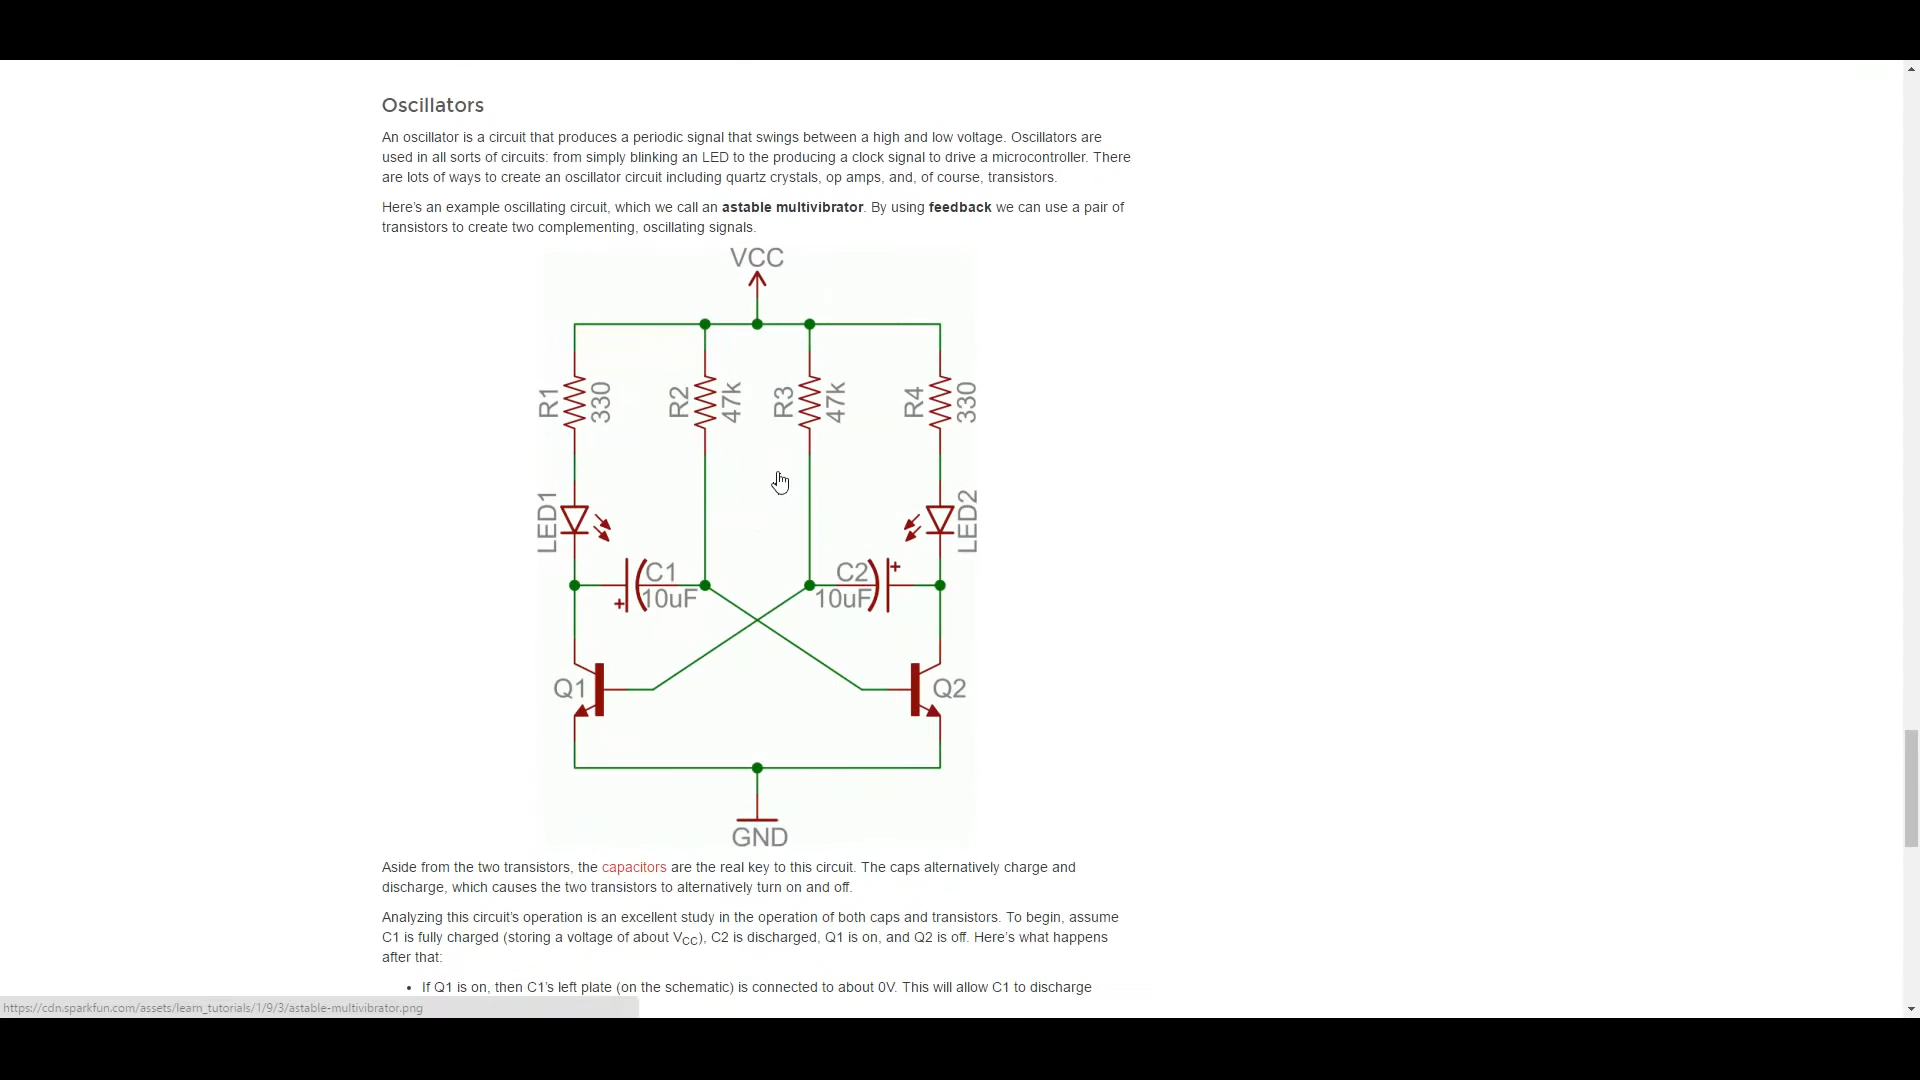 Oscillators
An oscillator is a circuit that produces a periodic signal that swings between a high and low voltage. Oscillators are
used in all sorts of circuits: from simply blinking an LED to the producing a clock signal to drive a microcontroller. There
are lots of ways to create an oscillator circuit including quartz crystals, op amps, and, of course, transistors.
Here's an example oscillating circuit, which we call an astable multivibrator. By using feedback we can use a pair of
transistors to create two complementing, oscillating signals.
VCC
R1
330
R2
47k
R3
47k
R4
330
LED1
LED2
C1
10uF
+
C2
10uF
+
Q1
Q2
GND
Aside from the two transistors, the capacitors are the real key to this circuit. The caps alternatively charge and
discharge, which causes the two transistors to alternatively turn on and off.
Analyzing this circuit's operation is an excellent study in the operation of both caps and transistors. To begin, assume
C1 is fully charged (storing a voltage of about VCC), C2 is discharged, Q1 is on, and Q2 is off. Here's what happens
after that:
• If Q1 is on, then C1's left plate (on the schematic) is connected to about 0V. This will allow C1 to discharge
https://cdn.sparkfun.com/assets/learn_tutorials/1/9/3/astable-multivibrator.png